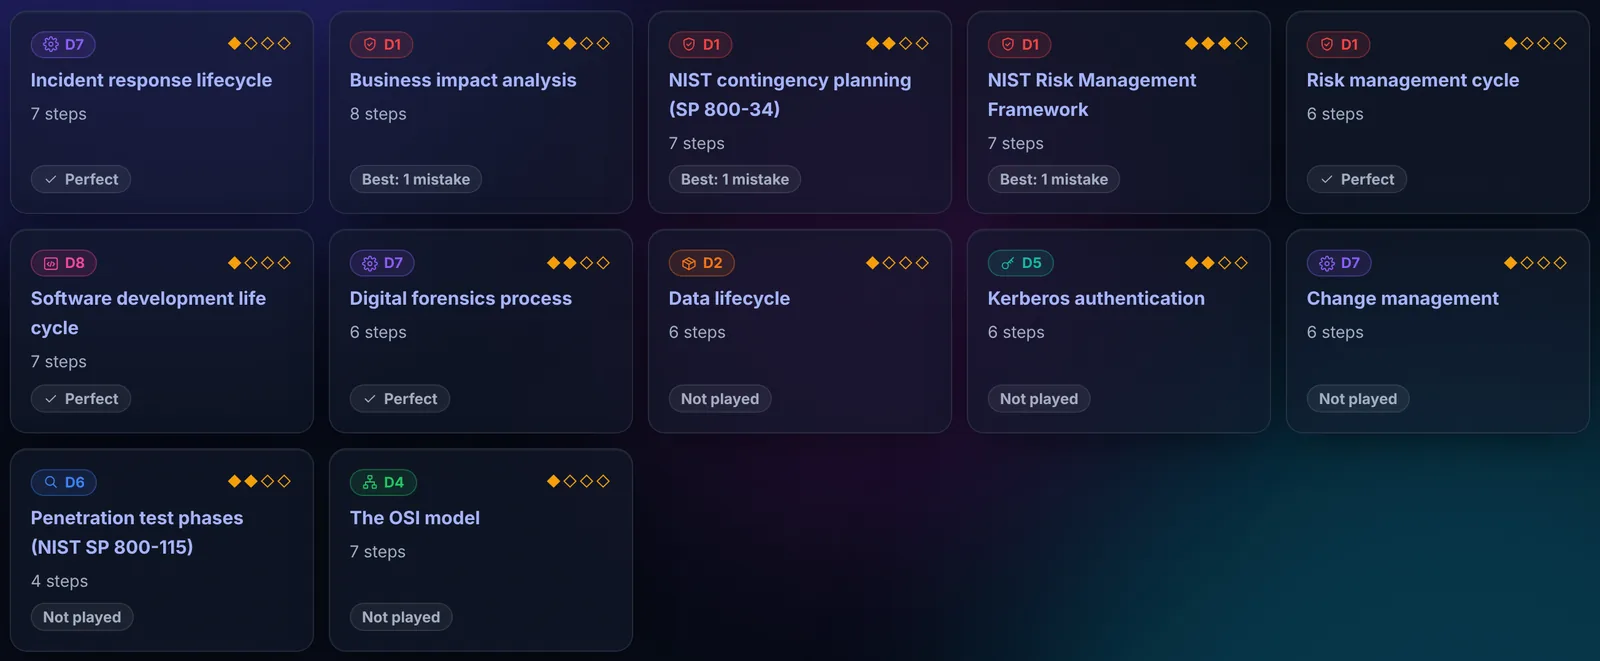 D7
Incident response lifecycle
7 steps
Perfect
D1
Business impact analysis
8 steps
Best: 1 mistake
D1
NIST contingency planning
(SP 800-34)
7 steps
Best: 1 mistake
D1
NIST Risk Management
Framework
7 steps
Best: 1 mistake
D1
Risk management cycle
6 steps
Perfect
D8
Software development life
cycle
7 steps
Perfect
D7
Digital forensics process
6 steps
Perfect
D2
Data lifecycle
6 steps
Not played
D5
Kerberos authentication
6 steps
Not played
D7
Change management
6 steps
Not played
D6
Penetration test phases
(NIST SP 800-115)
4 steps
Not played
D4
The OSI model
7 steps
Not played